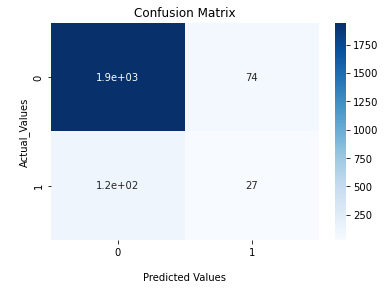 Confusion Matrix
Actual_Values
0
1
1.9e+03
74
1.2e+02
27
0
1
Predicted Values
1750
1500
1250
1000
750
500
250